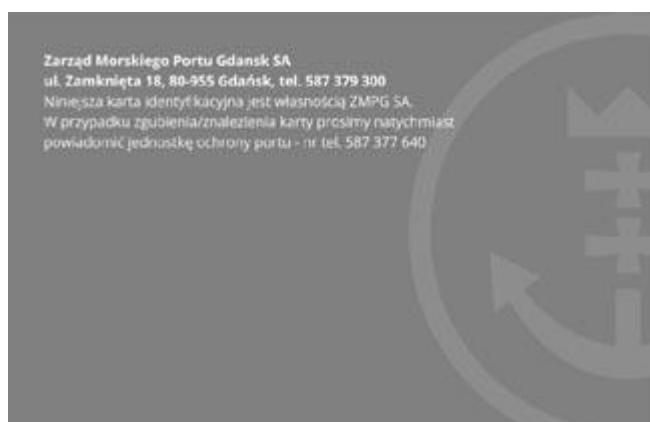 Zarząd Morskiego Portu Gdansk SA
ul. Zamknięta 18, 80-955 Gdańsk, tel. 587 379 300
Niniejsza karta identyfikacyjna jest własnością ZMPG SA.
W przypadku zgubienia/znalezienia karty prosimy natychmiast
powiadomić jednostkę ochrony portu - nr tel. 587 377 640